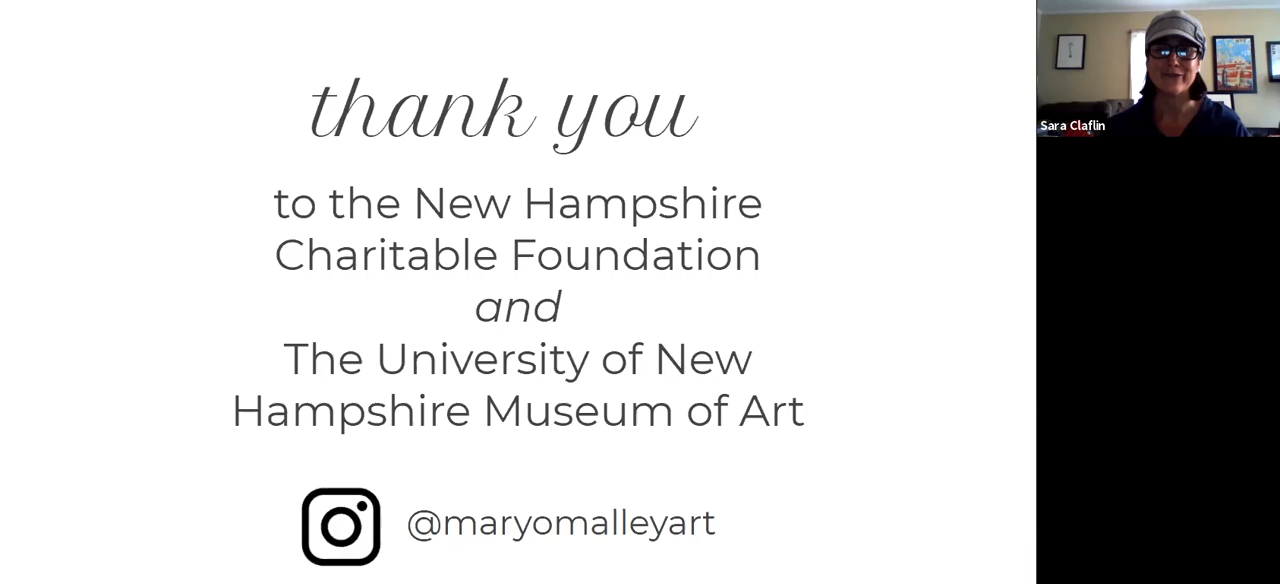 thank you
to the New Hampshire
Charitable Foundation
and
The University of New
Hampshire Museum of Art
@maryomalleyart
Sara Claflin